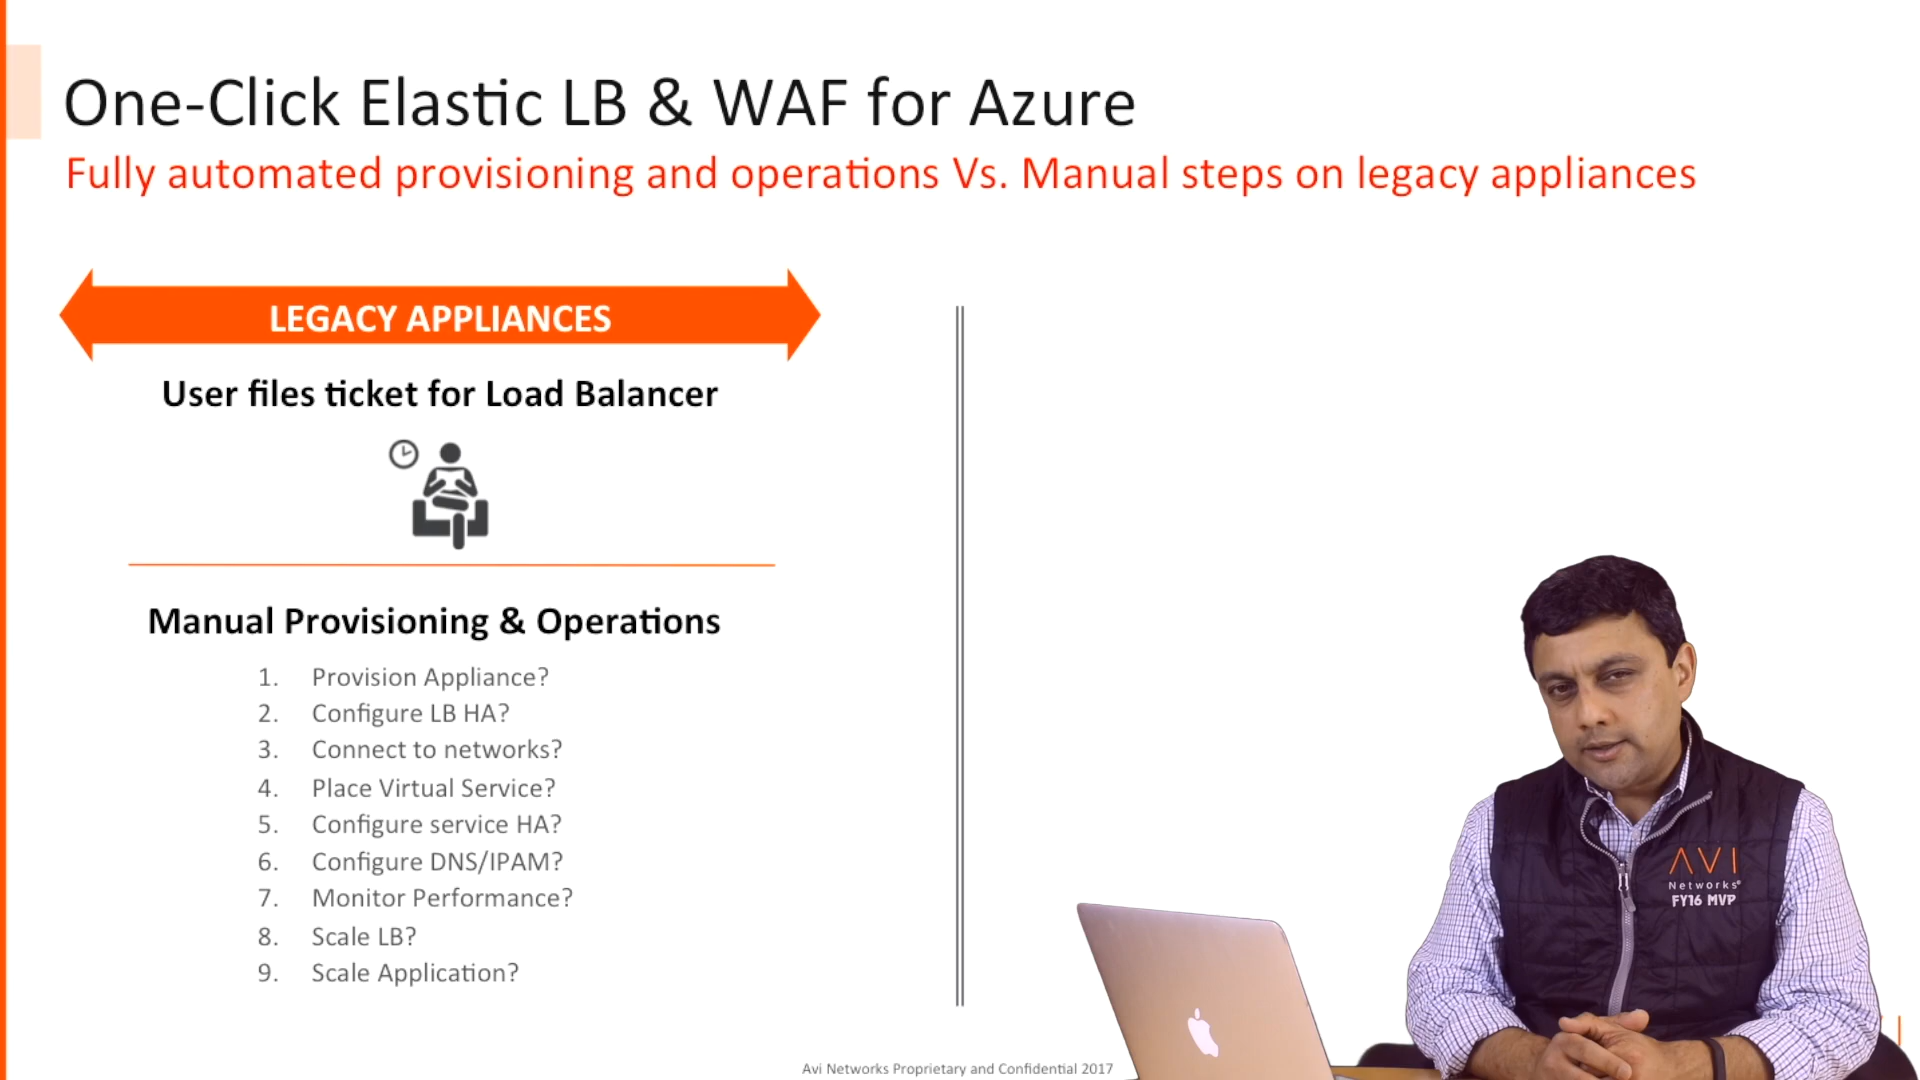 One-Click Elastic LB & WAF for Azure
Fully automated provisioning and operations Vs. Manual steps on legacy appliances
LEGACY APPLIANCES
User files ticket for Load Balancer
Manual Provisioning & Operations
1. Provision Appliance?
2. Configure LB HA?
3. Connect to networks?
4. Place Virtual Service?
5. Configure service HA?
6. Configure DNS/IPAM?
7. Monitor Performance?
8. Scale LB?
9. Scale Application?
AVI
Networks®
FY16 MVP
Avi Networks Proprietary and Confidential 2017